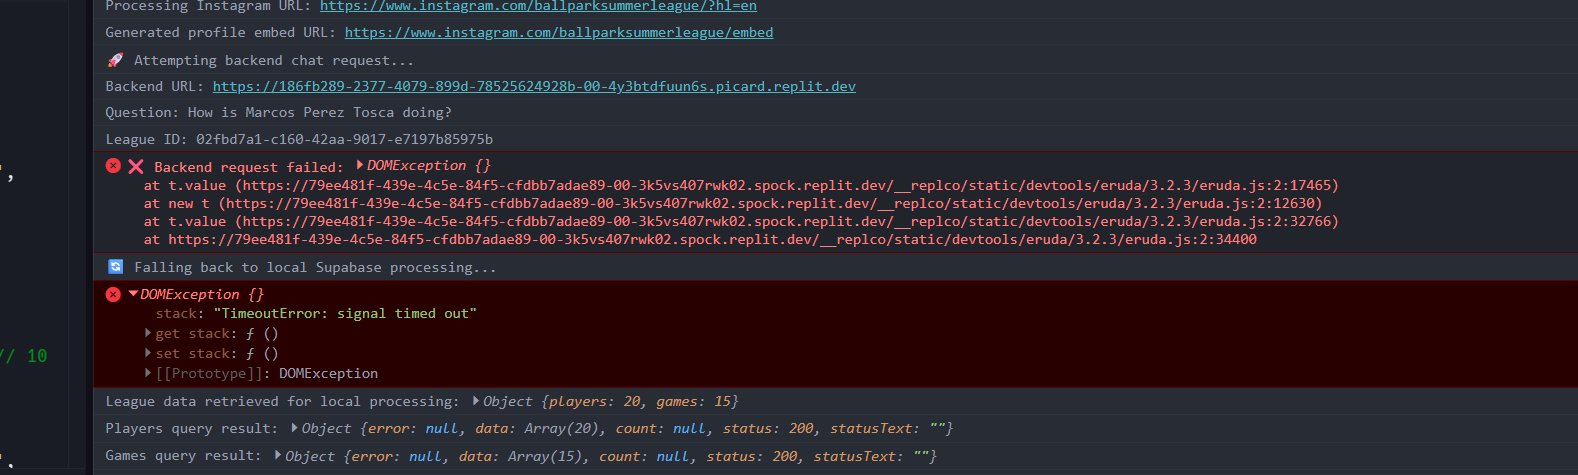 Processing Instagram URL: https://www.instagram.com/ballparksummerleague/?hl=en
Generated profile embed URL: https://www.instagram.com/ballparksummerleague/embed
🚀 Attempting backend chat request...
Backend URL: https://186fb289-2377-4079-899d-78525624928b-00-4y3btdfuun6s.picard.replit.dev
Question: How is Marcos Perez Tosca doing?
League ID: 02fbd7a1-c160-42aa-9017-e7197b85975b
❌ Backend request failed: ▶DOMException {}
",
at t.value (https://79ee481f-439e-4c5e-84f5-cfdbb7adae89-00-3k5vs407rwk02.spock.replit.dev/__replco/static/devtools/eruda/3.2.3/eruda.js:2:17465)
at new t (https://79ee481f-439e-4c5e-84f5-cfdbb7adae89-00-3k5vs407rwk02.spock.replit.dev/__replco/static/devtools/eruda/3.2.3/eruda.js:2:12630)
at t.value (https://79ee481f-439e-4c5e-84f5-cfdbb7adae89-00-3k5vs407rwk02.spock.replit.dev/__replco/static/devtools/eruda/3.2.3/eruda.js:2:32766)
at https://79ee481f-439e-4c5e-84f5-cfdbb7adae89-00-3k5vs407rwk02.spock.replit.dev/__replco/static/devtools/eruda/3.2.3/eruda.js:2:34400
🔄 Falling back to local Supabase processing...
▼DOMException {}
stack: "TimeoutError: signal timed out"
▶get stack: ƒ ()
▶set stack: ƒ ()
// 10
▶[[Prototype]]: DOMException
League data retrieved for local processing: ▶Object {players: 20, games: 15}
Players query result: ▶Object {error: null, data: Array(20), count: null, status: 200, statusText: ""}
Games query result: ▶Object {error: null, data: Array(15), count: null, status: 200, statusText: ""}
",